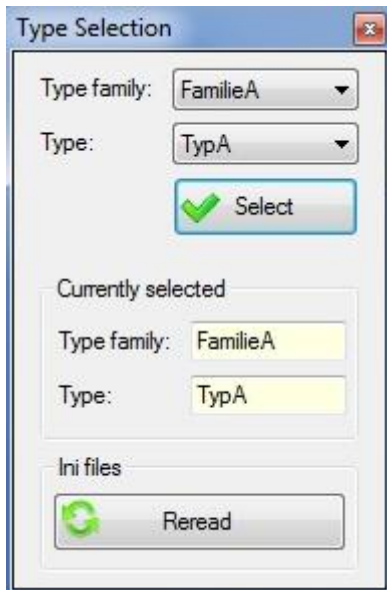 Type Selection
Type family: FamilieA
Type: TypA
Select
Currently selected
Type family: FamilieA
Type: TypA
Ini files
Reread